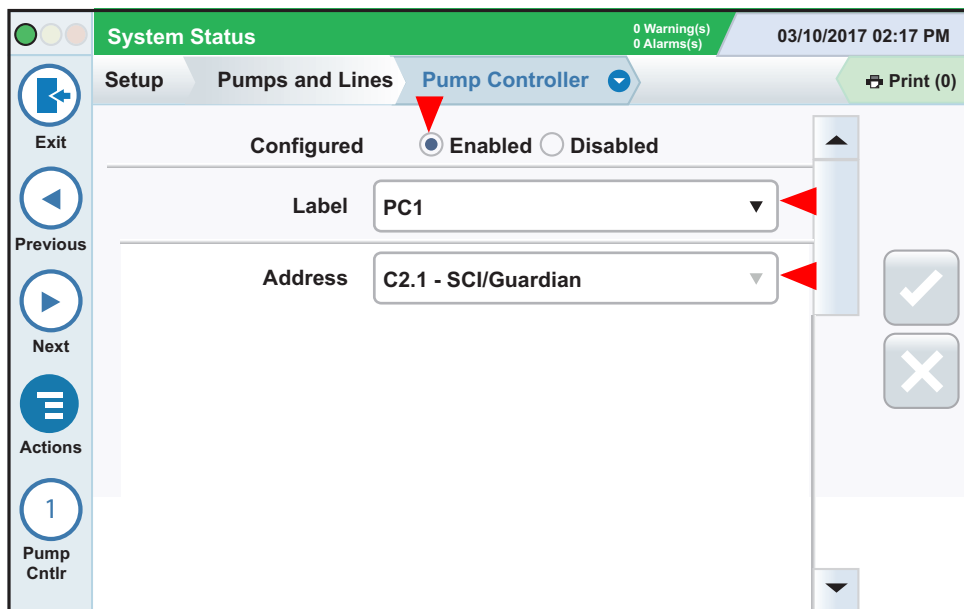 System Status
0 Warning(s)
0 Alarms(s)
03/10/2017 02:17 PM
Setup
Pumps and Lines
Pump Controller
Print (0)
Exit
Previous
Next
Actions
1
Pump
Cntlr
Configured
Enabled
Disabled
Label
PC1
Address
C2.1 - SCI/Guardian